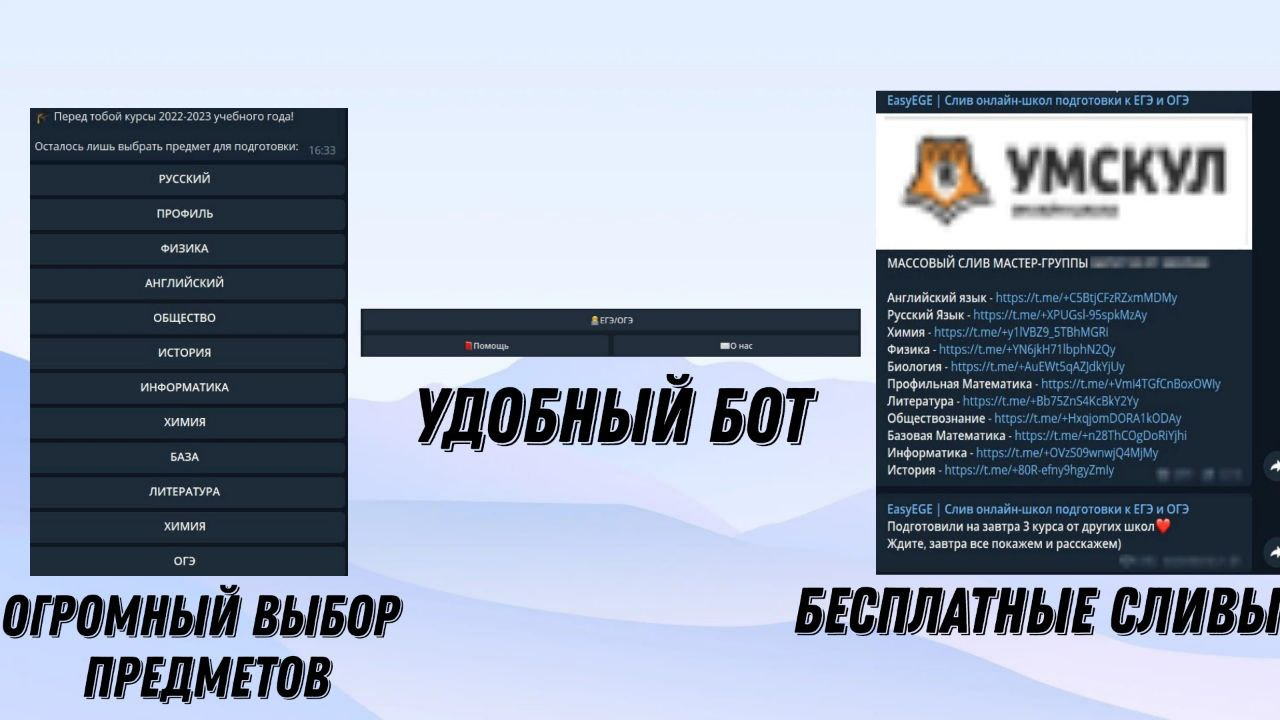 🎓 Перед тобой курсы 2022-2023 учебного года!
Осталось лишь выбрать предмет для подготовки: 16:33
РУССКИЙ
ПРОФИЛЬ
ФИЗИКА
АНГЛИЙСКИЙ
ОБЩЕСТВО
ИСТОРИЯ
ИНФОРМАТИКА
ХИМИЯ
БАЗА
ЛИТЕРАТУРА
ХИМИЯ
ОГЭ
ОГРОМНЫЙ ВЫБОР
ПРЕДМЕТОВ
ЕГЭ/ОГЭ
Помощь
О нас
УДОБНЫЙ БОТ
EasyEGE | Слив онлайн-школ подготовки к ЕГЭ и ОГЭ
УМСКУЛ
МАССОВЫЙ СЛИВ МАСТЕР-ГРУППЫ
Английский язык - https://t.me/+C5BtjCFzRZxmMDMy
Русский Язык - https://t.me/+XPUGsl-95spkMzAy
Химия - https://t.me/+y1lVBZ9_5TBhMGRi
Физика - https://t.me/+YN6jkH71lbphN2Qy
Биология - https://t.me/+AuEWt5qAZJdkYjUy
Профильная Математика - https://t.me/+Vml4TGfCnBoxOWIy
Литература - https://t.me/+Bb75ZnS4KcBkY2Yy
Обществознание - https://t.me/+HxqjomDORA1kODAy
Базовая Математика - https://t.me/+n28ThCOgDoRiYjhi
Информатика - https://t.me/+OVzS09wnwjQ4MjMy
История - https://t.me/+80R-efny9hgyZmIy
EasyEGE | Слив онлайн-школ подготовки к ЕГЭ и ОГЭ
Подготовили на завтра 3 курса от других школ❤️
Ждите, завтра все покажем и расскажем)
БЕСПЛАТНЫЕ СЛИВЫ